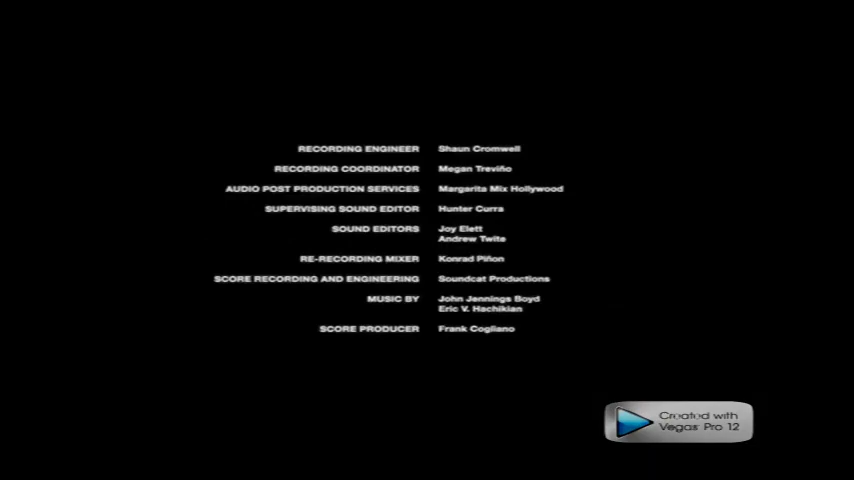 RECORDING ENGINEER Shaun Cromwell
RECORDING COORDINATOR Megan Treviño
AUDIO POST PRODUCTION SERVICES Margarita Mix Hollywood
SUPERVISING SOUND EDITOR Hunter Curra
SOUND EDITORS Joy Elett
Andrew Twite
RE-RECORDING MIXER Konrad Piñon
SCORE RECORDING AND ENGINEERING Soundcat Productions
MUSIC BY John Jennings Boyd
Eric V. Hachikian
SCORE PRODUCER Frank Cogliano
Created with
Vegas Pro 12